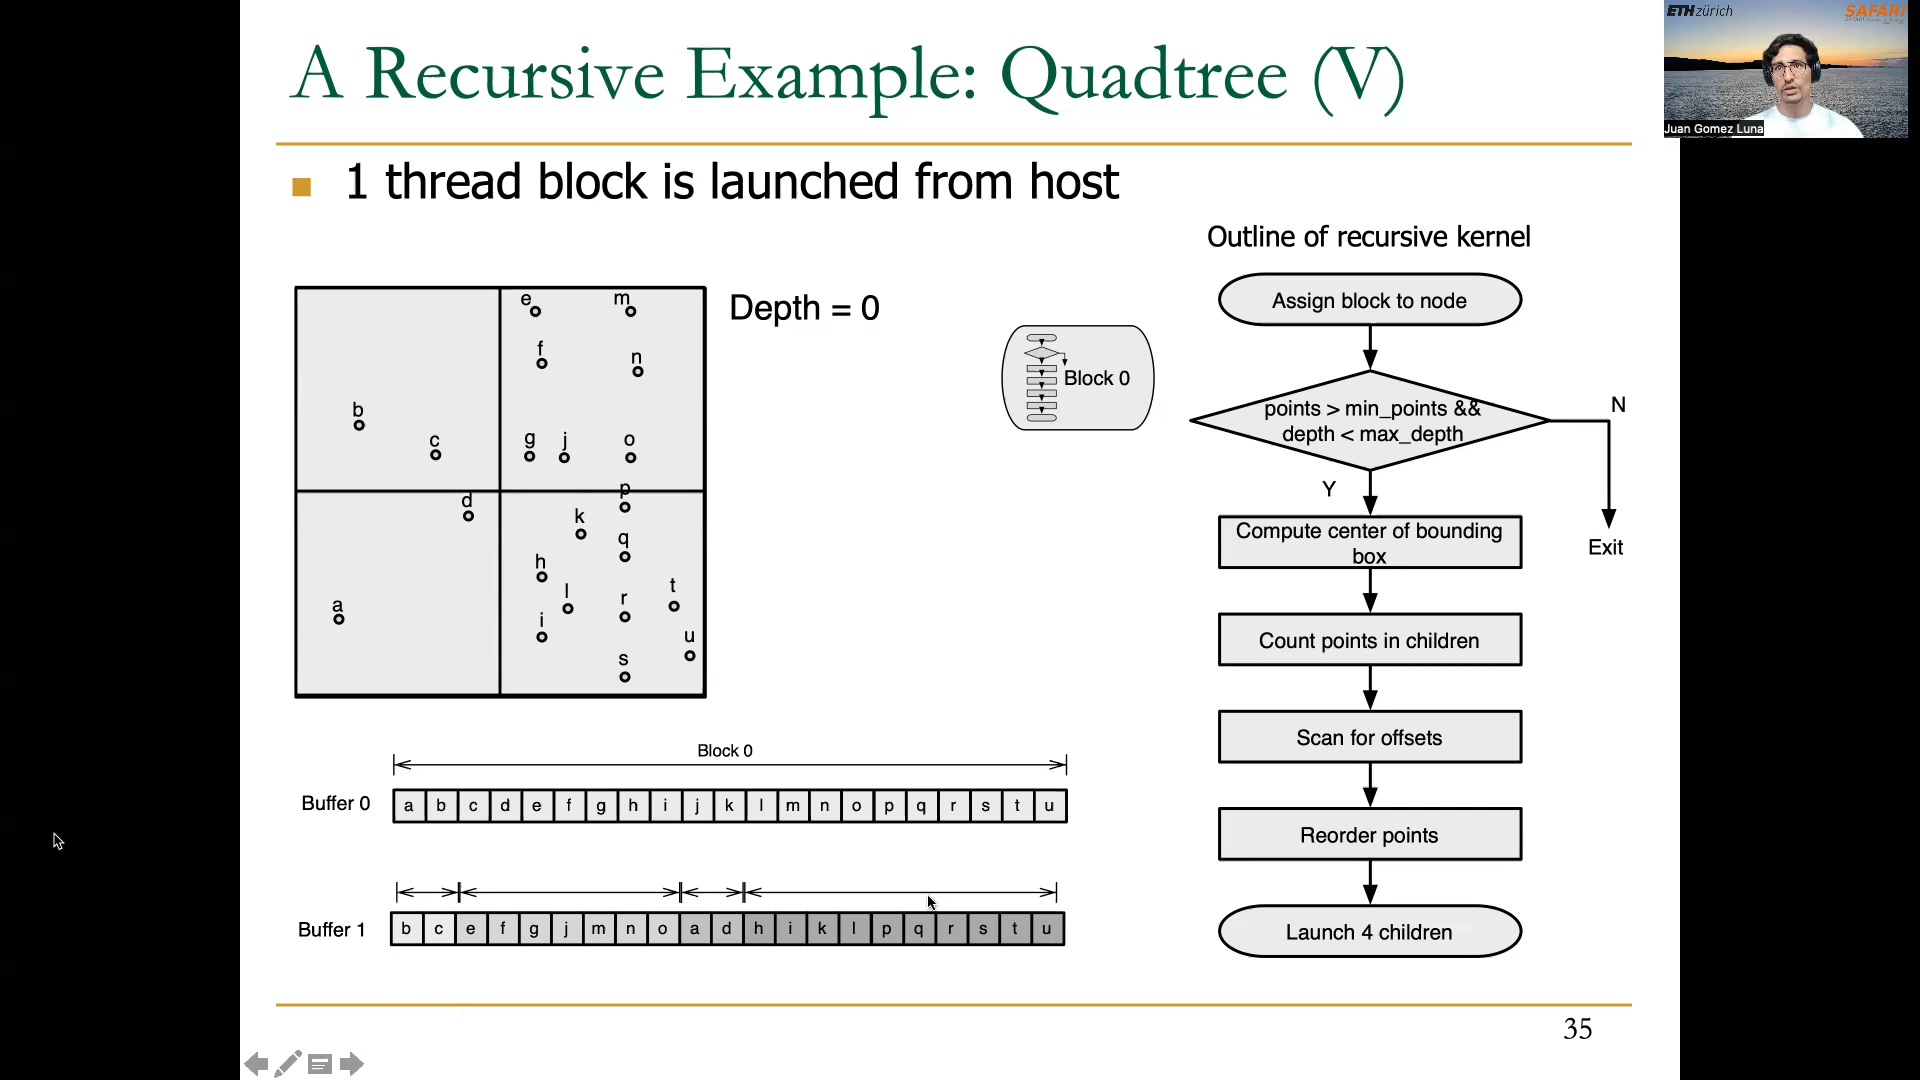 A Recursive Example: Quadtree (V)
ETHzürich
SAFARI
Juan Gomez Luna
1 thread block is launched from host
Outline of recursive kernel
Depth = 0
Block 0
Assign block to node
points > min_points &&
depth < max_depth
N
Y
Exit
Compute center of bounding
box
Count points in children
Scan for offsets
Reorder points
Launch 4 children
e m
f n
b
c g j o
d p
k
q
h
l t
a r
i
u
s
Block 0
Buffer 0 a b c d e f g h i j k l m n o p q r s t u
Buffer 1 b c e f g j m n o a d h i k l p q r s t u
35